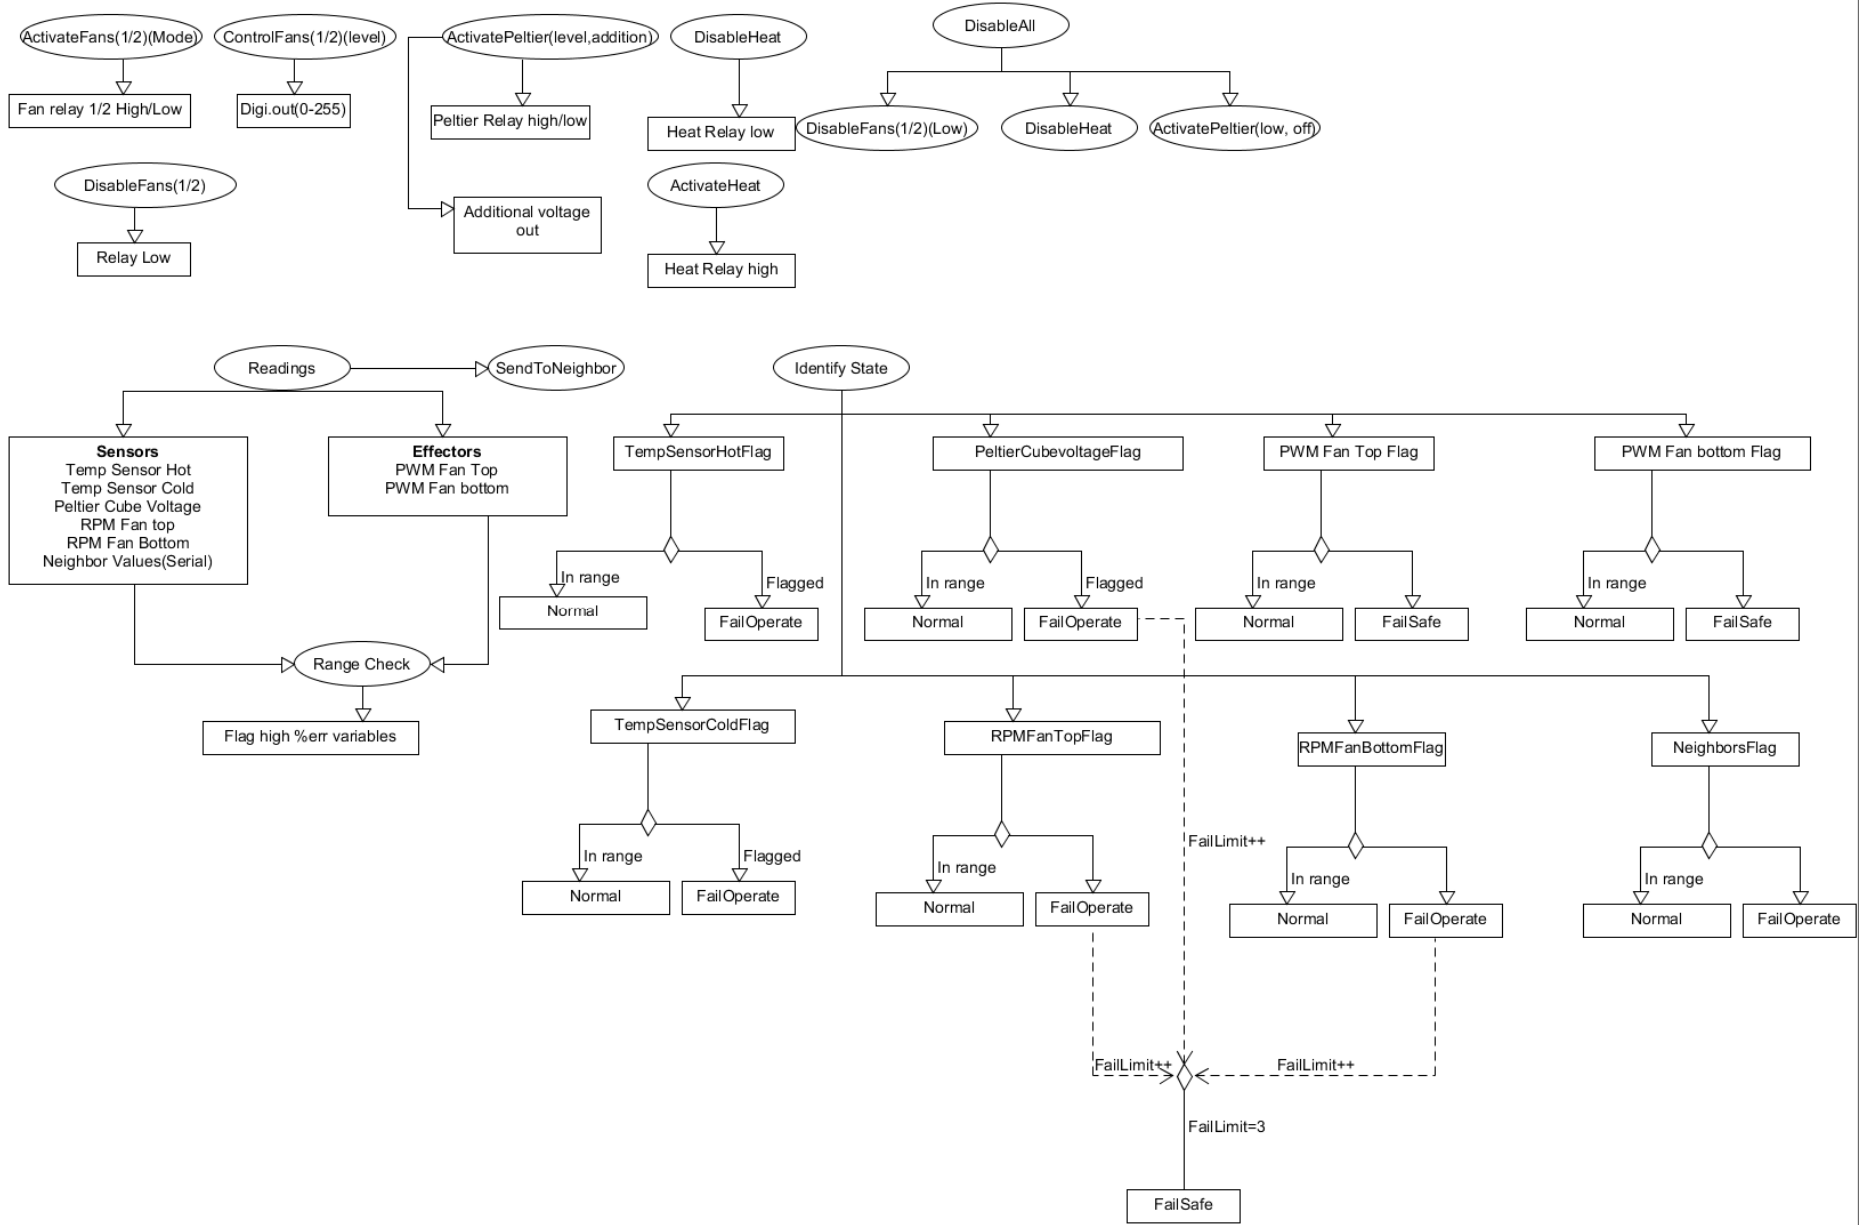 ActivateFans(1/2)(Mode)
ControlFans(1/2)(level)
ActivatePeltier(level,addition)
DisableHeat
DisableAll
Fan relay 1/2 High/Low
Digi.out(0-255)
Peltier Relay high/low
Heat Relay low
DisableFans(1/2)(Low)
DisableHeat
ActivatePeltier(low, off)
DisableFans(1/2)
Additional voltage
out
ActivateHeat
Relay Low
Heat Relay high
Readings
SendToNeighbor
Identify State
Sensors
Temp Sensor Hot
Temp Sensor Cold
Peltier Cube Voltage
RPM Fan top
RPM Fan Bottom
Neighbor Values(Serial)
Effectors
PWM Fan Top
PWM Fan bottom
Range Check
Flag high %err variables
TempSensorHotFlag
PeltierCubevoltageFlag
PWM Fan Top Flag
PWM Fan bottom Flag
In range
Flagged
In range
Flagged
In range
In range
Normal
FailOperate
Normal
FailOperate
Normal
FailSafe
Normal
FailSafe
TempSensorColdFlag
RPMFanTopFlag
RPMFanBottomFlag
NeighborsFlag
FailLimit++
In range
Flagged
In range
In range
In range
Normal
FailOperate
Normal
FailOperate
Normal
FailOperate
Normal
FailOperate
FailLimit++
FailLimit++
FailLimit=3
FailSafe